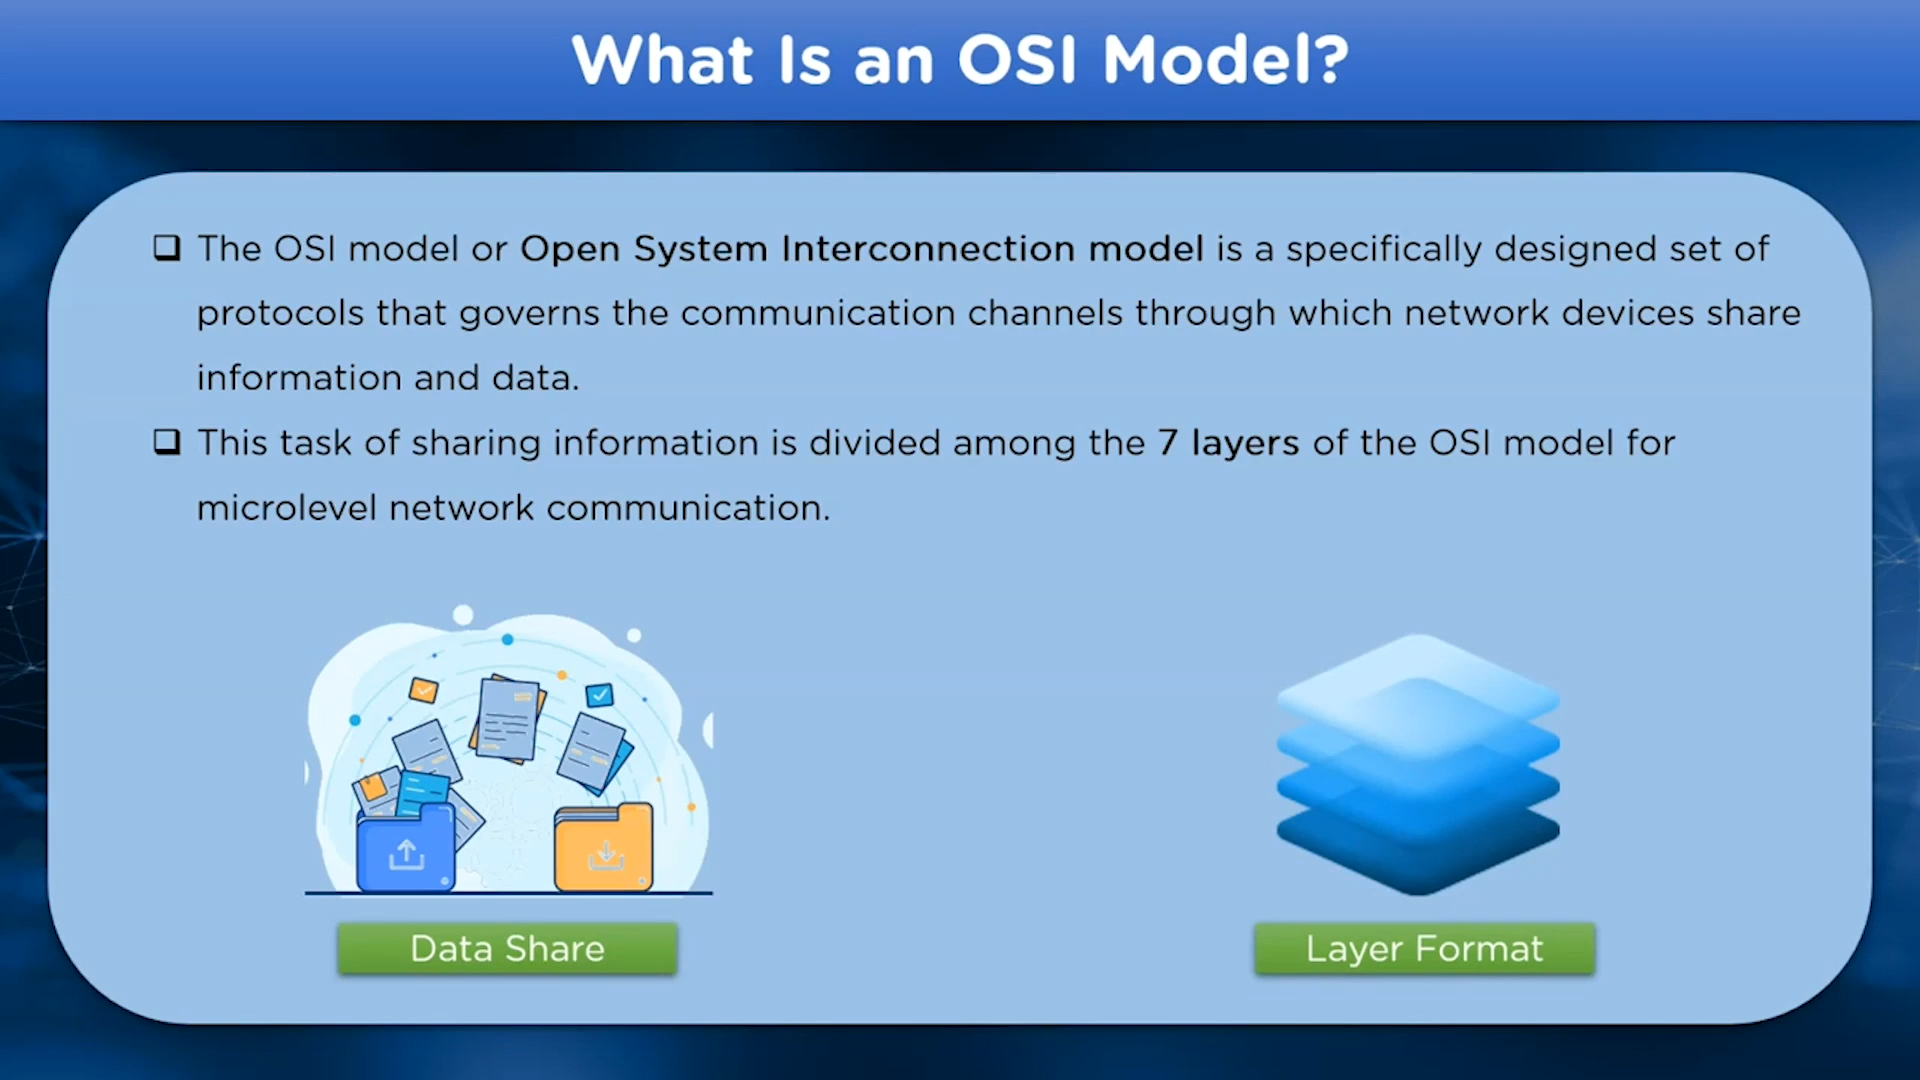 What Is an OSI Model?
❑ The OSI model or Open System Interconnection model is a specifically designed set of
protocols that governs the communication channels through which network devices share
information and data.
❑ This task of sharing information is divided among the 7 layers of the OSI model for
microlevel network communication.
Data Share
Layer Format